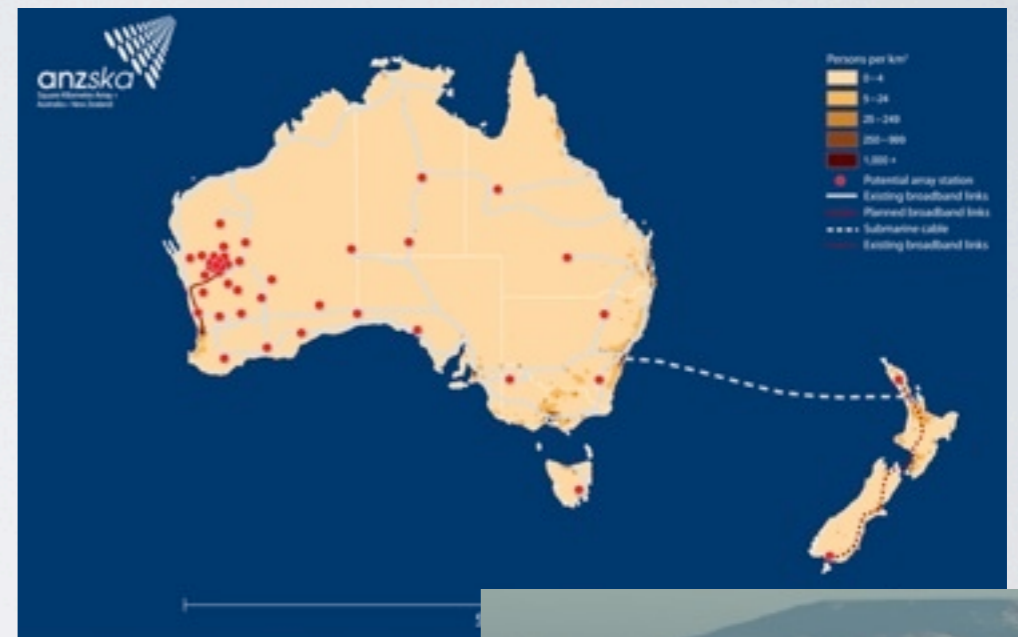 anzska
Square Kilometre Array •
Australia • New Zealand
Persons per km²
0–4
5–24
25–249
250–999
1,000 +
Potential array station
Existing broadband links
Planned broadband links
Submarine cable
Existing broadband links